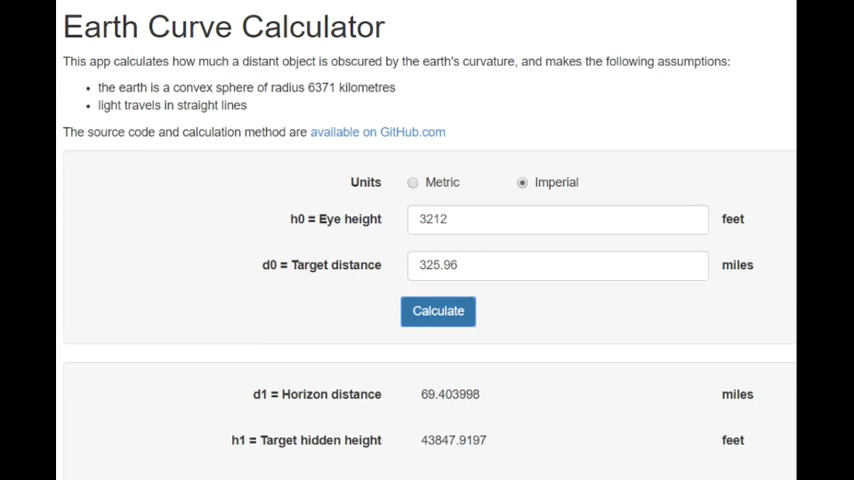 Earth Curve Calculator
This app calculates how much a distant object is obscured by the earth's curvature, and makes the following assumptions:
• the earth is a convex sphere of radius 6371 kilometres
• light travels in straight lines
The source code and calculation method are available on GitHub.com
Units Metric Imperial
h0 = Eye height 3212 feet
d0 = Target distance 325.96 miles
Calculate
d1 = Horizon distance 69.403998 miles
h1 = Target hidden height 43847.9197 feet